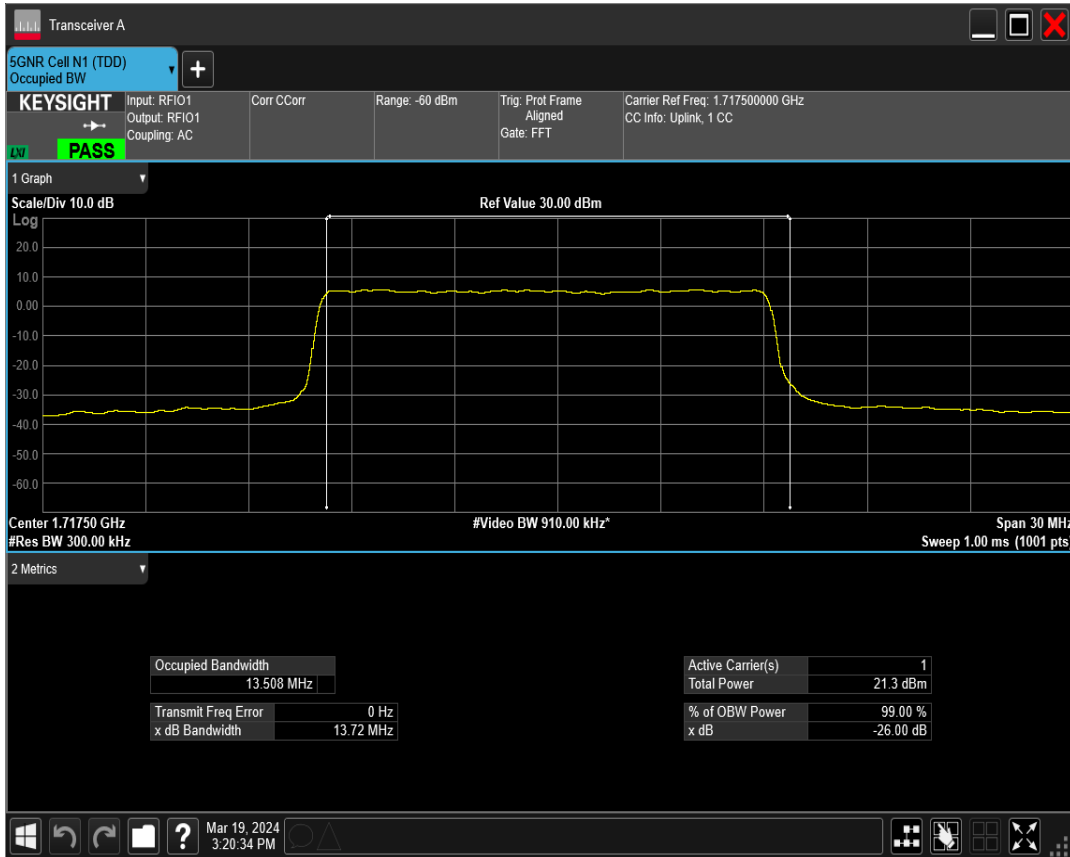 Transceiver A
5GNR Cell N1 (TDD)
Occupied BW
+
KEYSIGHT
LXI
PASS
Input: RFIO1
Output: RFIO1
Coupling: AC
Corr CCorr
Range: -60 dBm
Trig: Prot Frame
Aligned
Gate: FFT
Carrier Ref Freq: 1.717500000 GHz
CC Info: Uplink, 1 CC
1 Graph
Scale/Div 10.0 dB
Ref Value 30.00 dBm
Log
20.0
10.0
0.00
-10.0
-20.0
-30.0
-40.0
-50.0
-60.0
Center 1.71750 GHz
#Video BW 910.00 kHz*
Span 30 MHz
#Res BW 300.00 kHz
Sweep 1.00 ms (1001 pts)
2 Metrics
Occupied Bandwidth
13.508 MHz
Transmit Freq Error 0 Hz
x dB Bandwidth 13.72 MHz
Active Carrier(s) 1
Total Power 21.3 dBm
% of OBW Power 99.00 %
x dB -26.00 dB
?
Mar 19, 2024
3:20:34 PM